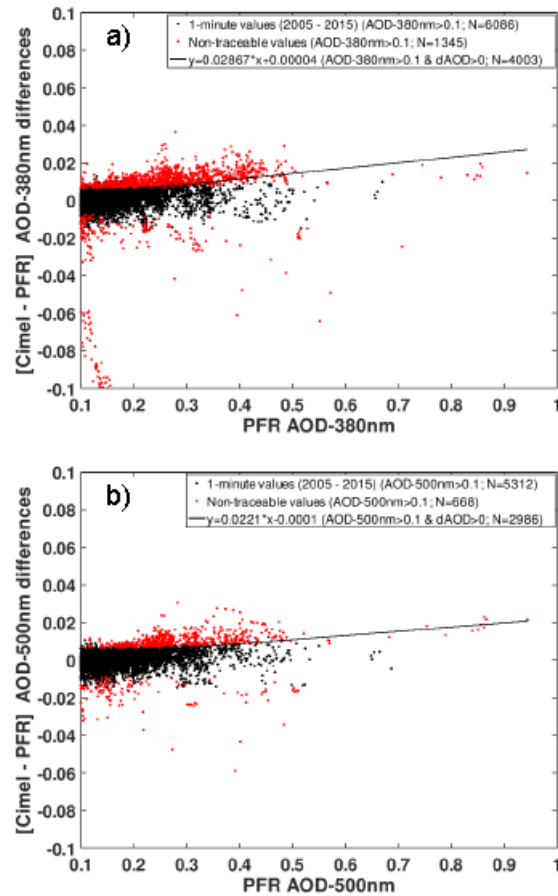 a)
1-minute values (2005 - 2015) (AOD-380nm>0.1; N=6086)
Non-traceable values (AOD-380nm>0.1; N=1345)
y=0.02867*x+0.00004 (AOD-380nm>0.1 & dAOD>0; N=4003)
[Cimel - PFR] AOD-380nm differences
0.1
0.08
0.06
0.04
0.02
0
-0.02
-0.04
-0.06
-0.08
-0.1
0.1 0.2 0.3 0.4 0.5 0.6 0.7 0.8 0.9 1
PFR AOD-380nm
b)
1-minute values (2005 - 2015) (AOD-500nm>0.1; N=5312)
Non-traceable values (AOD-500nm>0.1; N=668)
y=0.0221*x-0.0001 (AOD-500nm>0.1 & dAOD>0; N=2986)
[Cimel - PFR] AOD-500nm differences
0.1
0.08
0.06
0.04
0.02
0
-0.02
-0.04
-0.06
-0.08
-0.1
0.1 0.2 0.3 0.4 0.5 0.6 0.7 0.8 0.9 1
PFR AOD-500nm